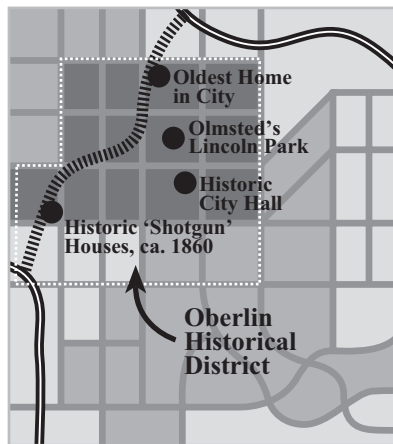 Oldest Home
in City
Olmsted's
Lincoln Park
Historic
City Hall
Historic ‘Shotgun’
Houses, ca. 1860
Oberlin
Historical
District